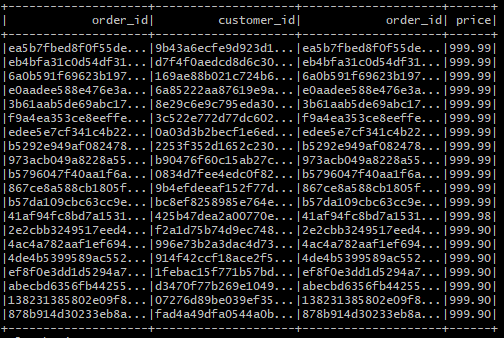 +--------------------+--------------------+--------------------+------+
|            order_id|         customer_id|            order_id| price|
+--------------------+--------------------+--------------------+------+
|ea5b7fbed8f0f55de...|9b43a6ecfe9d923d1...|ea5b7fbed8f0f55de...|999.99|
|eb4bfa31c0d54df31...|d7f4f0aedcd8d6c30...|eb4bfa31c0d54df31...|999.99|
|6a0b591f69623b197...|169ae88b021c724b6...|6a0b591f69623b197...|999.99|
|e0aadee588e476e3a...|6a85222aa87619e9a...|e0aadee588e476e3a...|999.99|
|3b61aab5de69abc17...|8e29c6e9c795eda30...|3b61aab5de69abc17...|999.99|
|f9a4ea353ce8eeffe...|3c522e772d77dc602...|f9a4ea353ce8eeffe...|999.99|
|edee5e7cf341c4b22...|0a03d3b2becf1e6ed...|edee5e7cf341c4b22...|999.99|
|b5292e949af082478...|2253f352d1652c230...|b5292e949af082478...|999.99|
|973acb049a8228a55...|b90476f60c15ab27c...|973acb049a8228a55...|999.99|
|b5796047f40aa1f6a...|0834d7fee4edc0f82...|b5796047f40aa1f6a...|999.99|
|867ce8a588cb1805f...|9b4efdeeaf152f77d...|867ce8a588cb1805f...|999.99|
|b57da109cbc63cc9e...|bc8ef8258985e764e...|b57da109cbc63cc9e...|999.99|
|41af94fc8bd7a1531...|425b47dea2a00770e...|41af94fc8bd7a1531...|999.98|
|2e2cbb3249517eed4...|f2a1d75b74d9ec748...|2e2cbb3249517eed4...|999.90|
|4ac4a782aaf1ef694...|996e73b2a3dac4d73...|4ac4a782aaf1ef694...|999.90|
|4de4b5399589ac552...|914f42ccf18ace2f5...|4de4b5399589ac552...|999.90|
|ef8f0e3dd1d5294a7...|1febac15f771b57bd...|ef8f0e3dd1d5294a7...|999.90|
|abecbd6356fb44255...|d3470f77b269e1049...|abecbd6356fb44255...|999.90|
|138231385802e09f8...|07276d89be039ef35...|138231385802e09f8...|999.90|
|878b914d30233eb8a...|fad4a49dfa0544a0b...|878b914d30233eb8a...|999.90|
+--------------------+--------------------+--------------------+------+